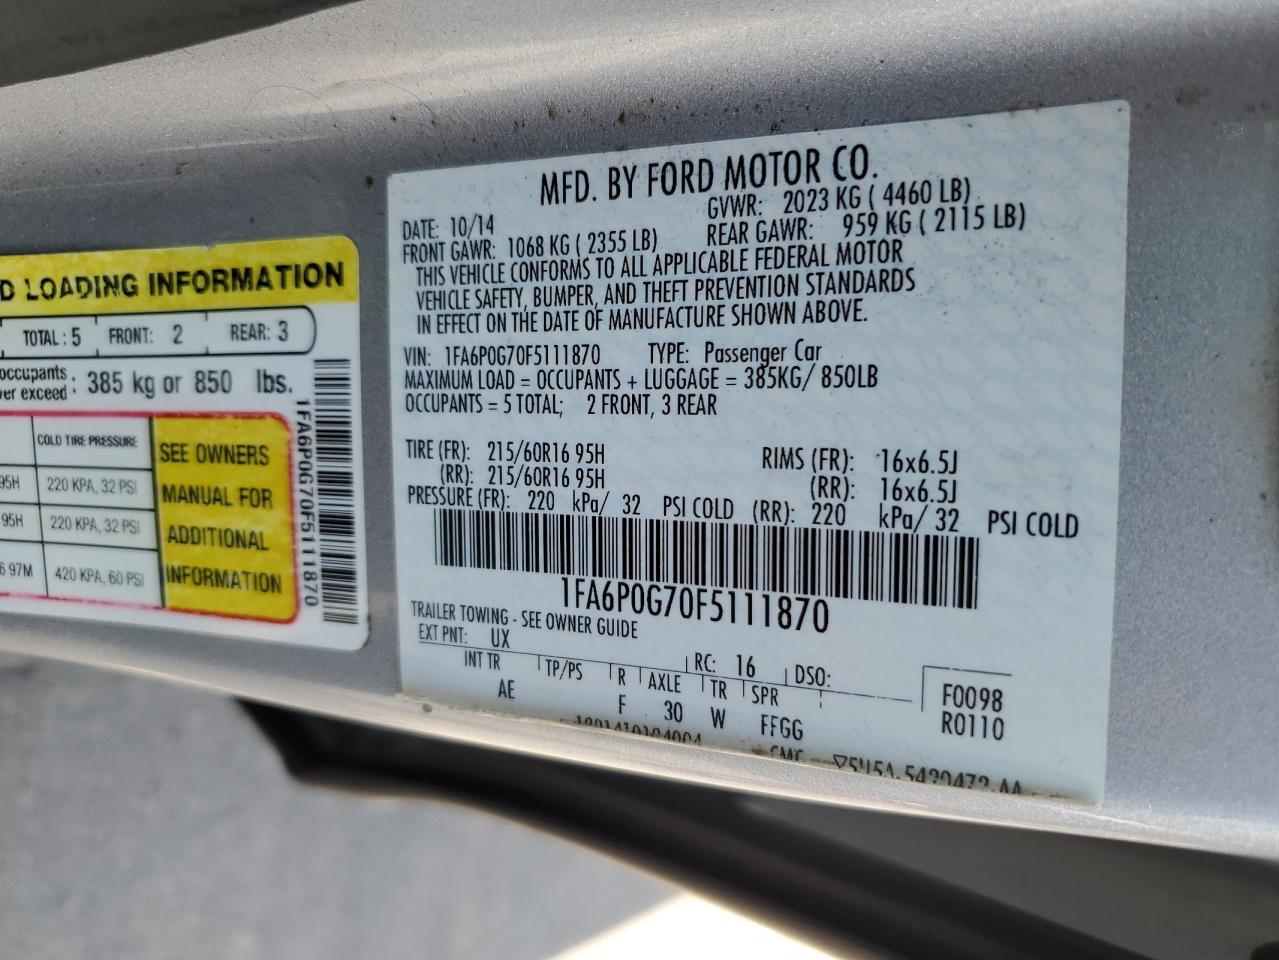 D LOADING INFORMATION
TOTAL : 5 FRONT: 2 REAR: 3
occupants
ver exceed : 385 kg or 850 lbs.
COLD TIRE PRESSURE
95H 220 KPA, 32 PSI
95H 220 KPA, 32 PSI
6 97M 420 KPA, 60 PSI
SEE OWNERS
MANUAL FOR
ADDITIONAL
INFORMATION
1FA6P0G70F5111870
MFD. BY FORD MOTOR CO.
DATE: 10/14 GVWR: 2023 KG ( 4460 LB)
FRONT GAWR: 1068 KG ( 2355 LB) REAR GAWR: 959 KG ( 2115 LB)
THIS VEHICLE CONFORMS TO ALL APPLICABLE FEDERAL MOTOR
VEHICLE SAFETY, BUMPER, AND THEFT PREVENTION STANDARDS
IN EFFECT ON THE DATE OF MANUFACTURE SHOWN ABOVE.
VIN: 1FA6P0G70F5111870 TYPE: Passenger Car
MAXIMUM LOAD = OCCUPANTS + LUGGAGE = 385KG/ 850LB
OCCUPANTS = 5 TOTAL; 2 FRONT, 3 REAR
TIRE (FR): 215/60R16 95H RIMS (FR): 16x6.5J
(RR): 215/60R16 95H (RR): 16x6.5J
PRESSURE (FR): 220 kPa/ 32 PSI COLD (RR): 220 kPa/ 32 PSI COLD
1FA6P0G70F5111870
TRAILER TOWING - SEE OWNER GUIDE
EXT PNT: UX RC: 16 DSO:
INT TR TP/PS R AXLE TR SPR
AE F 30 W FFGG
F0098
R0110